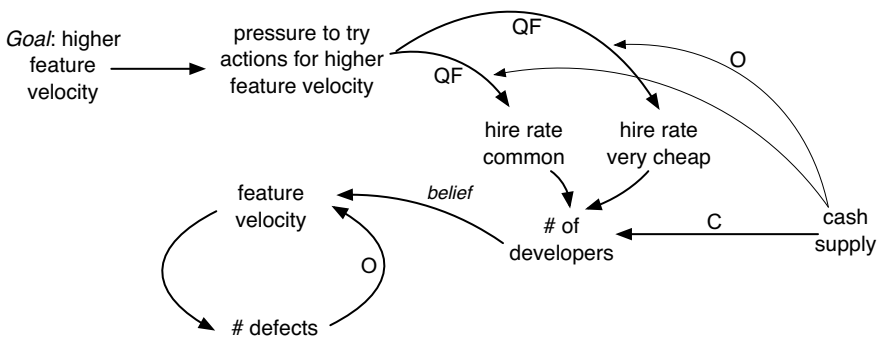 Goal: higher
feature
velocity
pressure to try
actions for higher
feature velocity
QF
QF
O
hire rate
common
hire rate
very cheap
feature
velocity
belief
# of
developers
C
cash
supply
O
# defects